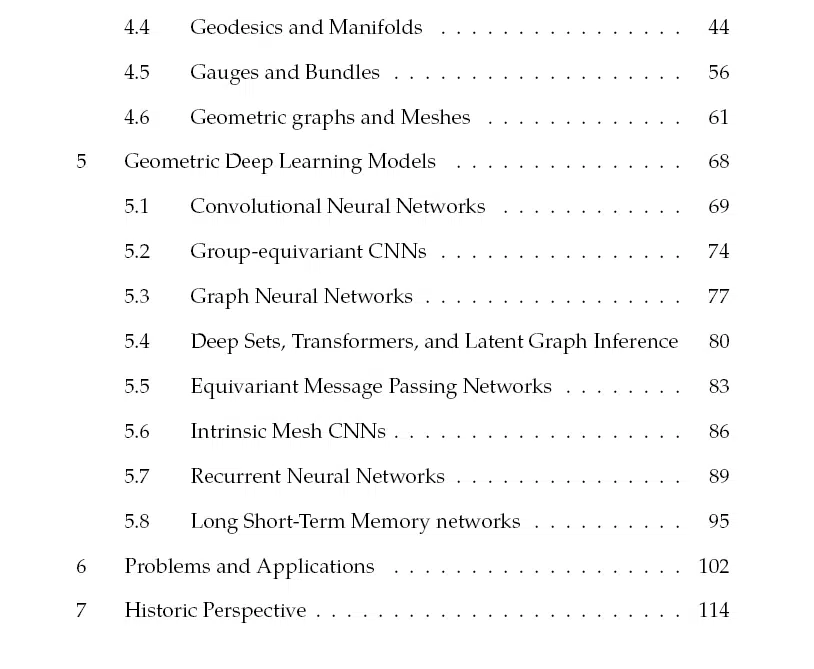 4.4 Geodesics and Manifolds . . . . . . . . . . . . . . . . 44
4.5 Gauges and Bundles . . . . . . . . . . . . . . . . . . . 56
4.6 Geometric graphs and Meshes . . . . . . . . . . . . . 61
5 Geometric Deep Learning Models . . . . . . . . . . . . . . . 68
5.1 Convolutional Neural Networks . . . . . . . . . . . . 69
5.2 Group-equivariant CNNs . . . . . . . . . . . . . . . . 74
5.3 Graph Neural Networks . . . . . . . . . . . . . . . . . 77
5.4 Deep Sets, Transformers, and Latent Graph Inference 80
5.5 Equivariant Message Passing Networks . . . . . . . . 83
5.6 Intrinsic Mesh CNNs . . . . . . . . . . . . . . . . . . . 86
5.7 Recurrent Neural Networks . . . . . . . . . . . . . . . 89
5.8 Long Short-Term Memory networks . . . . . . . . . . 95
6 Problems and Applications . . . . . . . . . . . . . . . . . . . 102
7 Historic Perspective . . . . . . . . . . . . . . . . . . . . . . . . 114